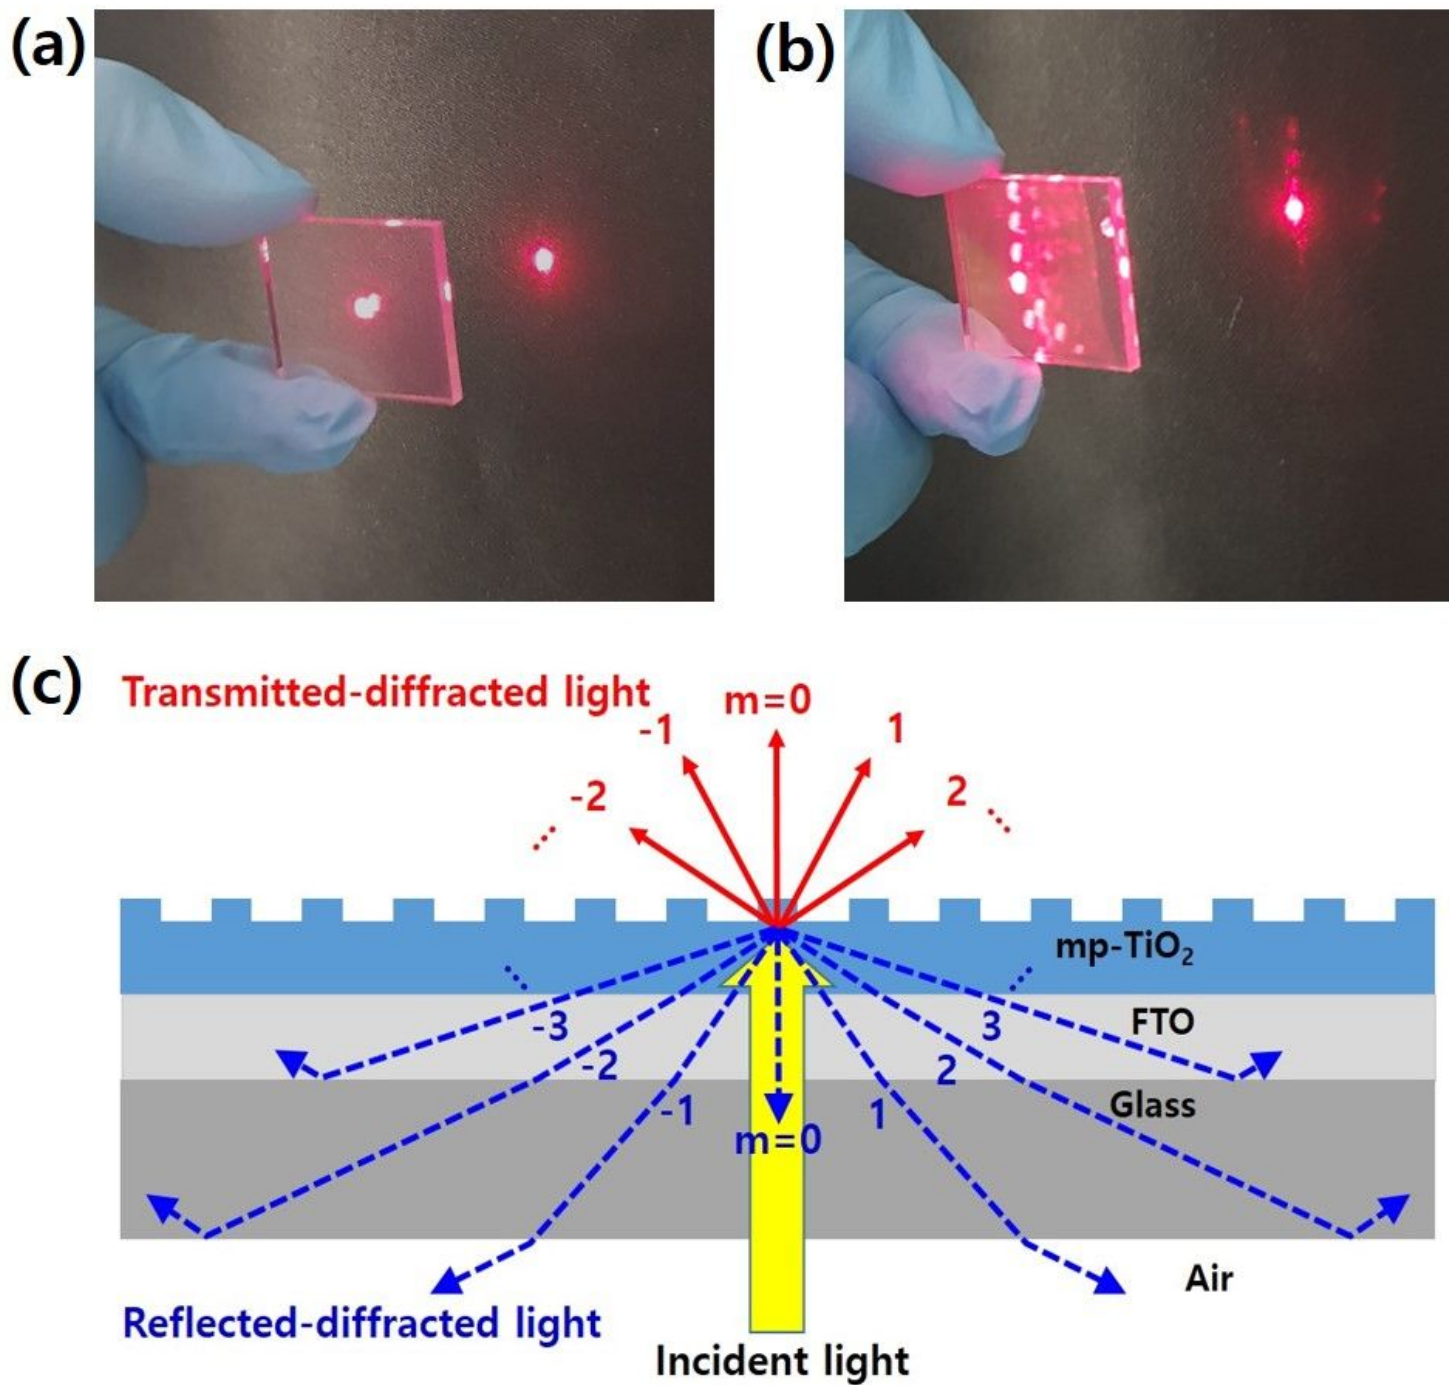 (a)
(b)
(c)
Transmitted-diffracted light
m=0
-1
1
-2
2
mp-TiO₂
-3
3
FTO
-2
2
-1
1
Glass
m=0
Air
Reflected-diffracted light
Incident light